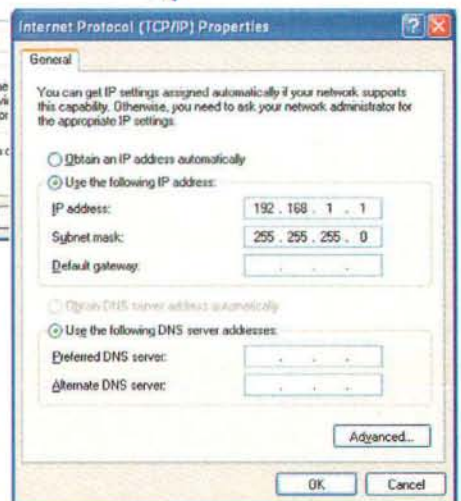 Internet Protocol (TCP/IP) Properties
General
You can get IP settings assigned automatically if your network supports
this capability. Otherwise, you need to ask your network administrator for
the appropriate IP settings.
Obtain an IP address automatically
Use the following IP address:
IP address: 192 . 168 . 1 . 1
Subnet mask: 255 . 255 . 255 . 0
Default gateway: . . .
Obtain DNS server address automatically
Use the following DNS server addresses:
Preferred DNS server: . . .
Alternate DNS server: . . .
Advanced...
OK Cancel